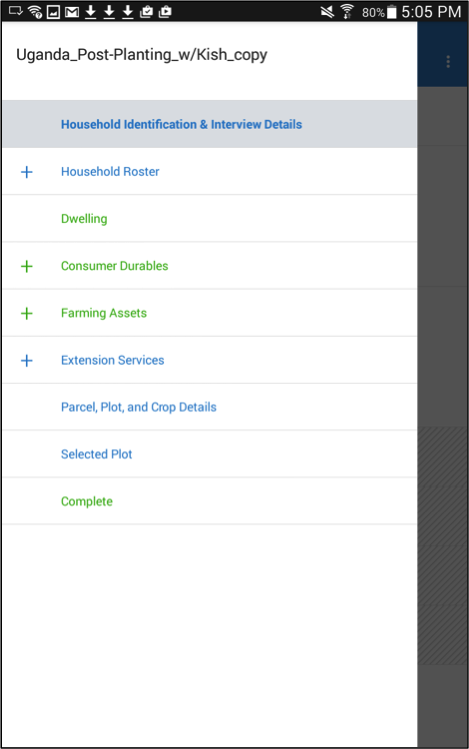 80% 5:05 PM
Uganda_Post-Planting_w/Kish_copy
Household Identification & Interview Details
+ Household Roster
Dwelling
+ Consumer Durables
+ Farming Assets
+ Extension Services
Parcel, Plot, and Crop Details
Selected Plot
Complete